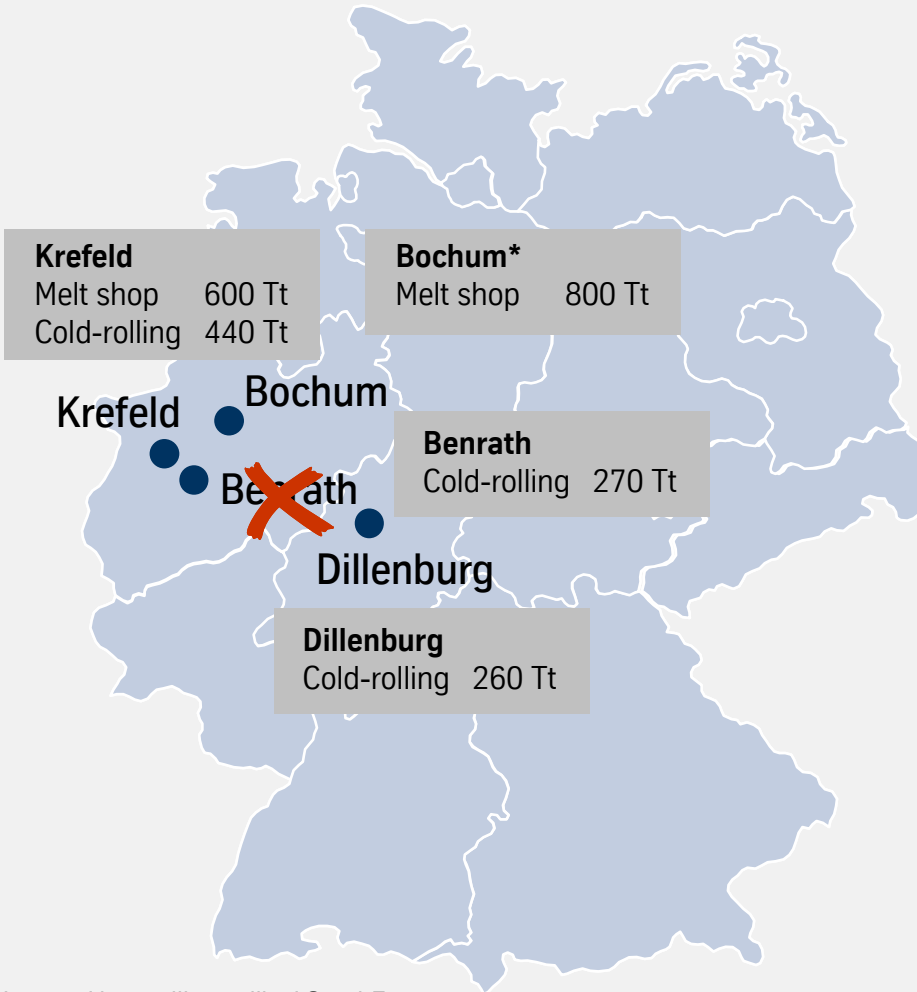 Krefeld
Melt shop 600 Tt
Cold-rolling 440 Tt
Bochum*
Melt shop 800 Tt
Bochum
Krefeld
Benrath
Cold-rolling 270 Tt
Benrath
Dillenburg
Dillenburg
Cold-rolling 260 Tt